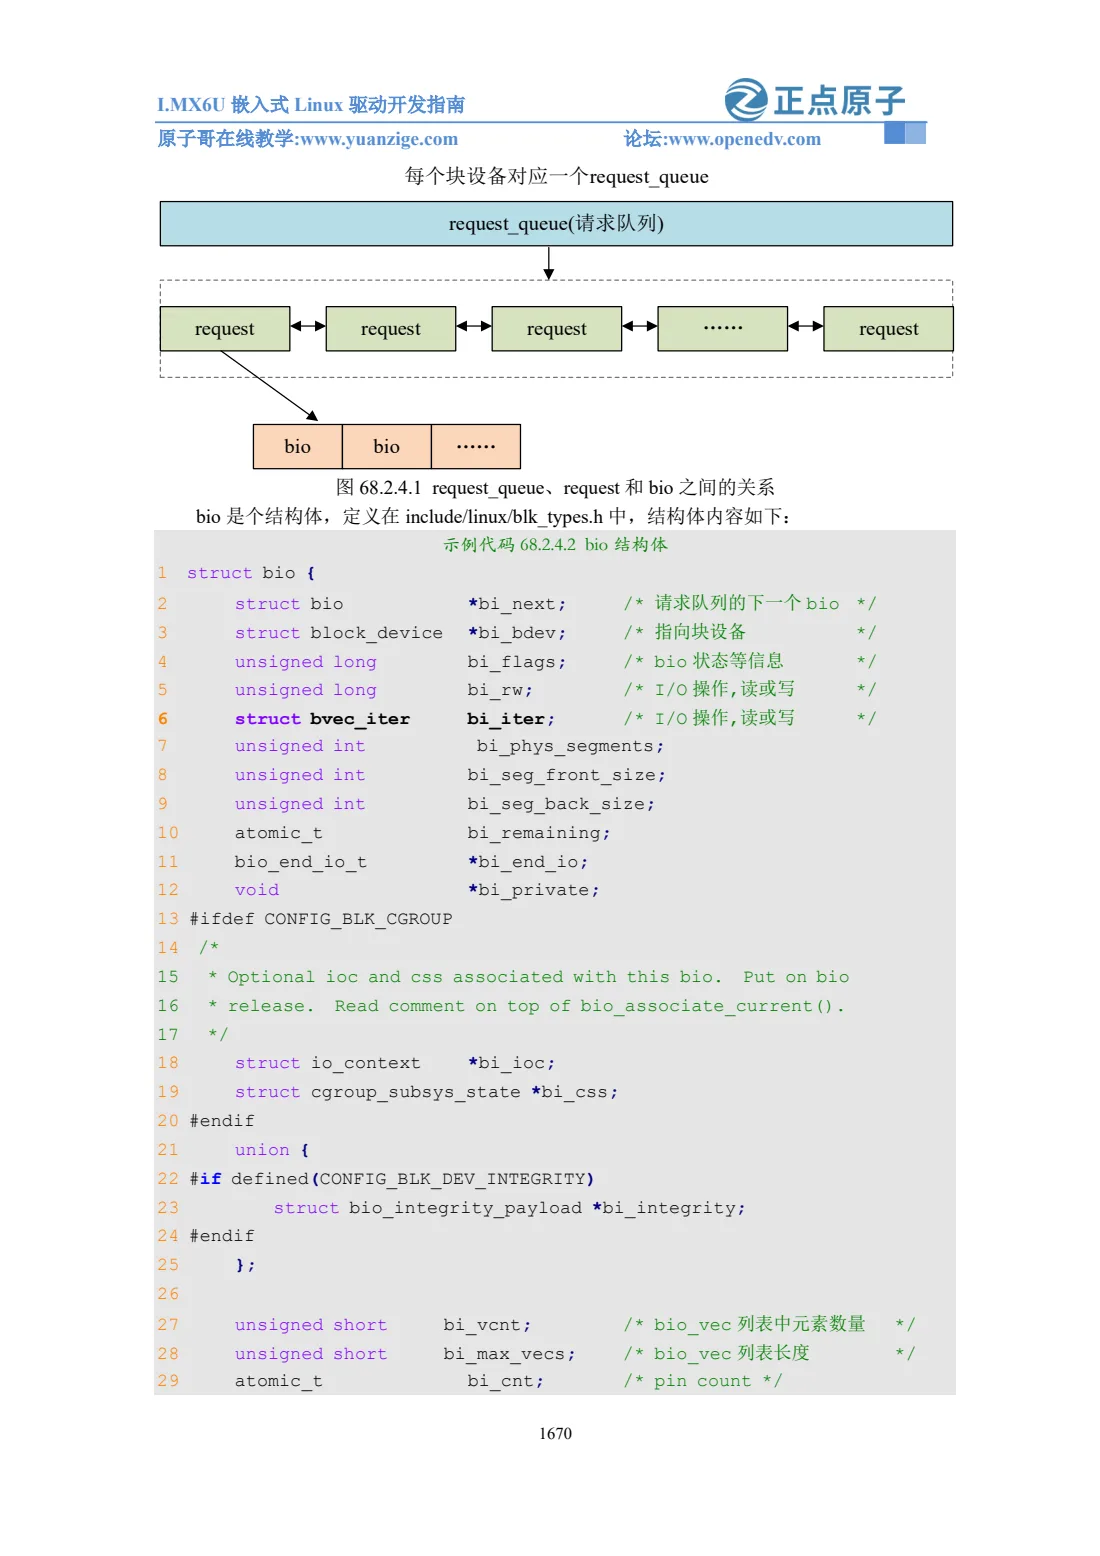 I.MX6U 嵌入式 Linux 驱动开发指南
正点原子
原子哥在线教学:www.yuanzige.com 论坛:www.openedv.com
每个块设备对应一个request_queue
request_queue(请求队列)
request request request …… request
bio bio ……
图 68.2.4.1 request_queue、request 和 bio 之间的关系
bio 是个结构体，定义在 include/linux/blk_types.h 中，结构体内容如下：
示例代码 68.2.4.2 bio 结构体
1 struct bio {
2 struct bio *bi_next; /* 请求队列的下一个 bio */
3 struct block_device *bi_bdev; /* 指向块设备 */
4 unsigned long bi_flags; /* bio 状态等信息 */
5 unsigned long bi_rw; /* I/O 操作,读或写 */
6 struct bvec_iter bi_iter; /* I/O 操作,读或写 */
7 unsigned int bi_phys_segments;
8 unsigned int bi_seg_front_size;
9 unsigned int bi_seg_back_size;
10 atomic_t bi_remaining;
11 bio_end_io_t *bi_end_io;
12 void *bi_private;
13 #ifdef CONFIG_BLK_CGROUP
14 /*
15 * Optional ioc and css associated with this bio. Put on bio
16 * release. Read comment on top of bio_associate_current().
17 */
18 struct io_context *bi_ioc;
19 struct cgroup_subsys_state *bi_css;
20 #endif
21 union {
22 #if defined(CONFIG_BLK_DEV_INTEGRITY)
23 struct bio_integrity_payload *bi_integrity;
24 #endif
25 };
26
27 unsigned short bi_vcnt; /* bio_vec 列表中元素数量 */
28 unsigned short bi_max_vecs; /* bio_vec 列表长度 */
29 atomic_t bi_cnt; /* pin count */
1670